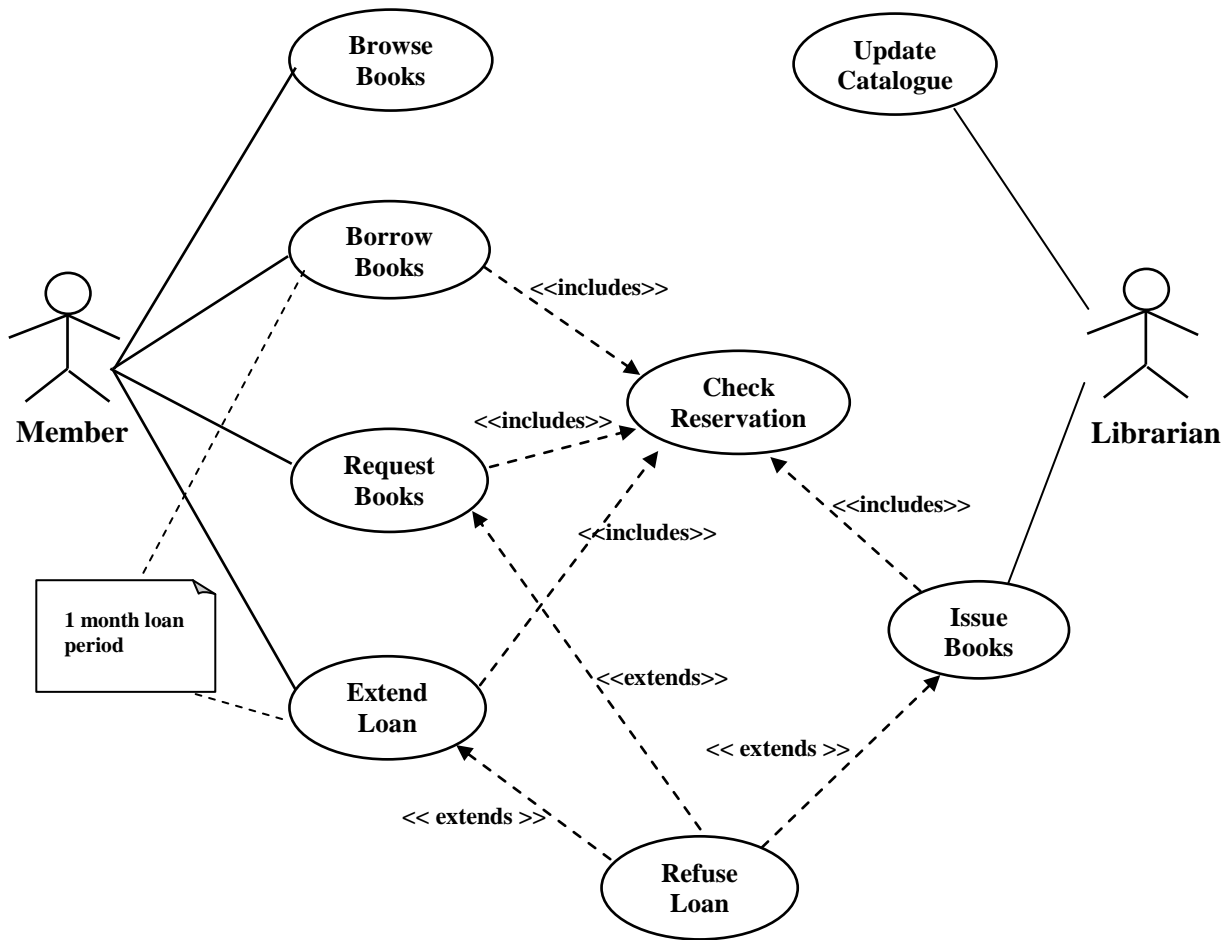 Browse
Books
Update
Catalogue
Borrow
Books
<<includes>>
Check
Reservation
Member
<<includes>>
Librarian
Request
Books
<<includes>>
<<includes>>
1 month loan
period
Issue
Books
<<extends>>
Extend
Loan
<< extends >>
<< extends >>
Refuse
Loan